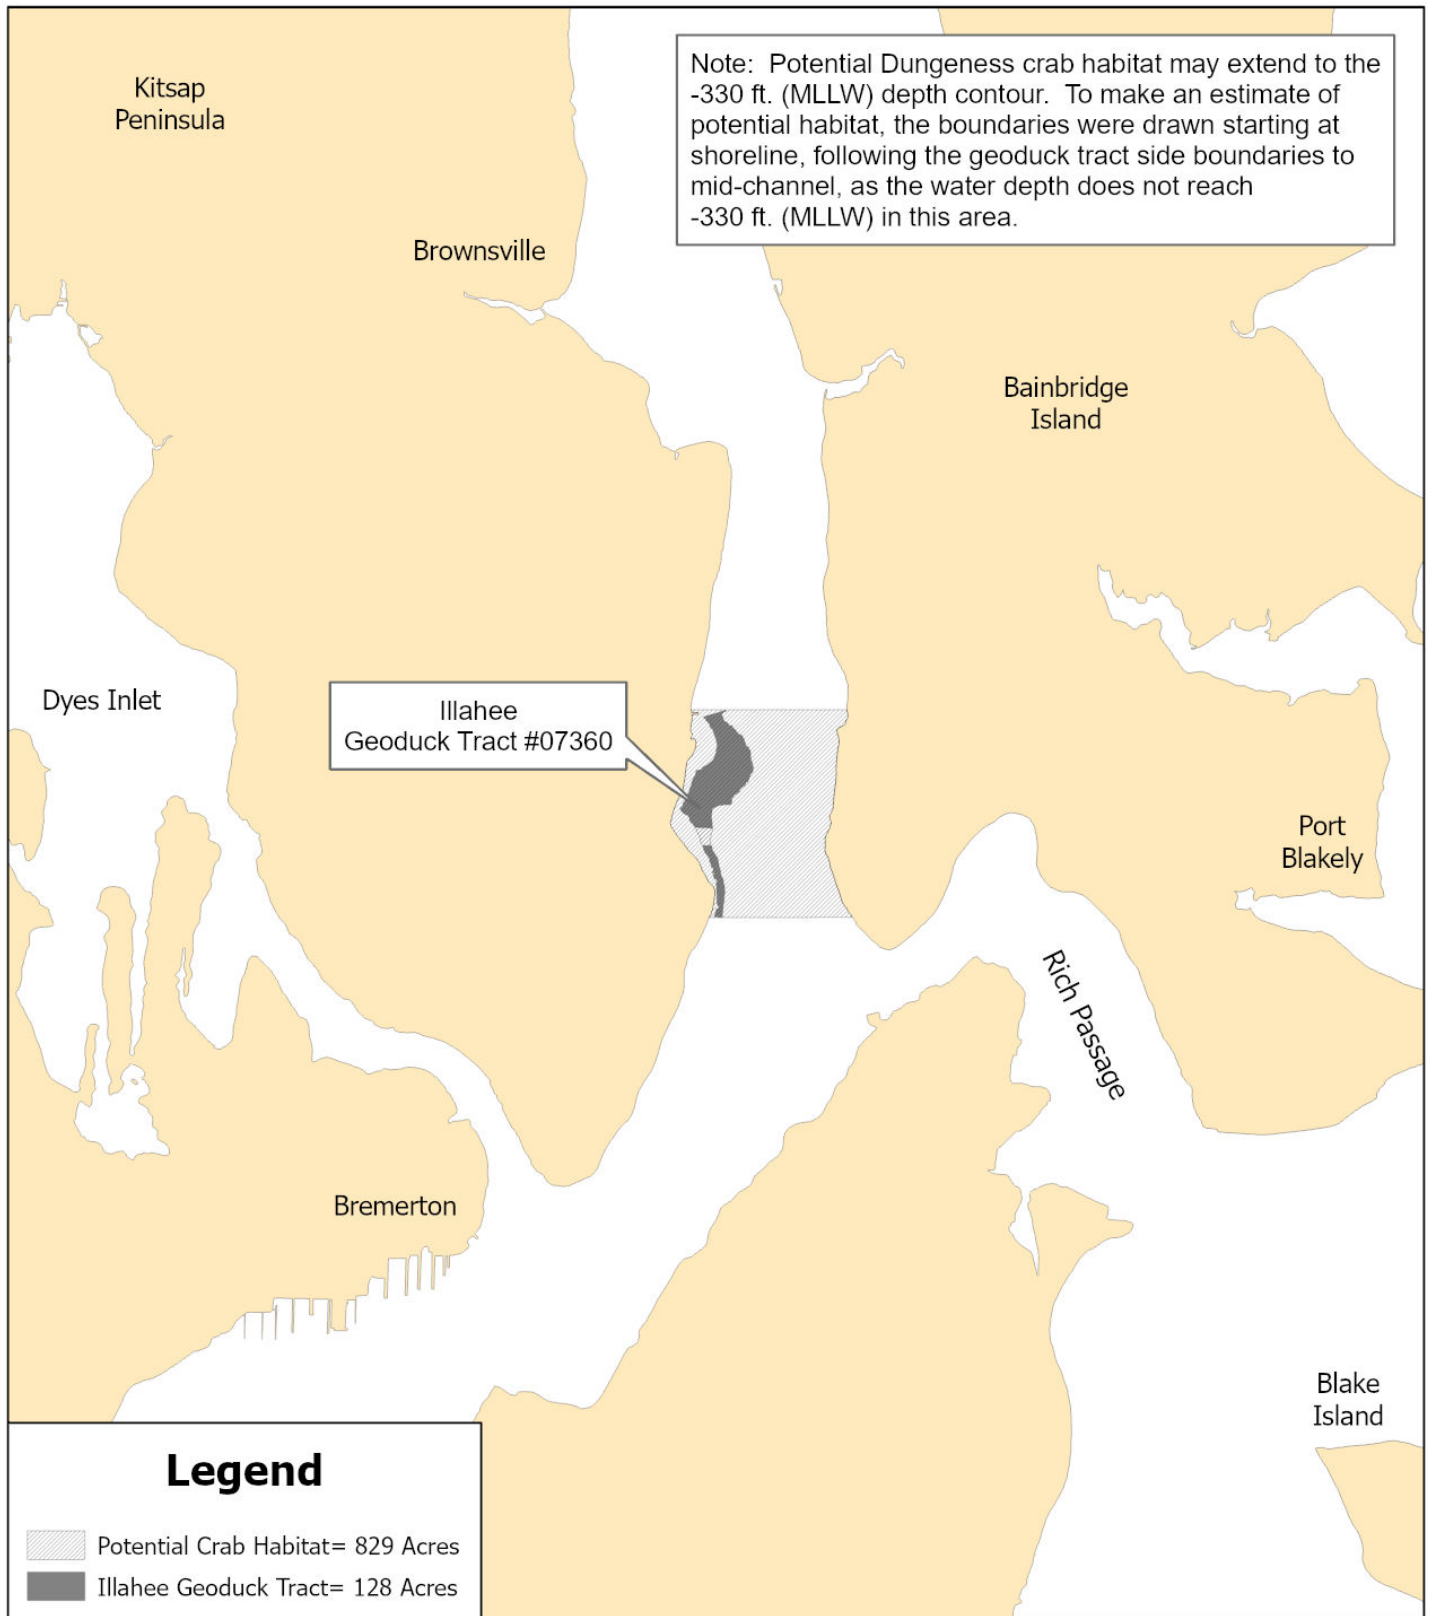 Kitsap
Peninsula
Note:  Potential Dungeness crab habitat may extend to the
-330 ft. (MLLW) depth contour.  To make an estimate of
potential habitat, the boundaries were drawn starting at
shoreline, following the geoduck tract side boundaries to
mid-channel, as the water depth does not reach
-330 ft. (MLLW) in this area.
Brownsville
Bainbridge
Island
Dyes Inlet
Illahee
Geoduck Tract #07360
Port
Blakely
Rich Passage
Bremerton
Blake
Island
Legend
Potential Crab Habitat= 829 Acres
Illahee Geoduck Tract= 128 Acres